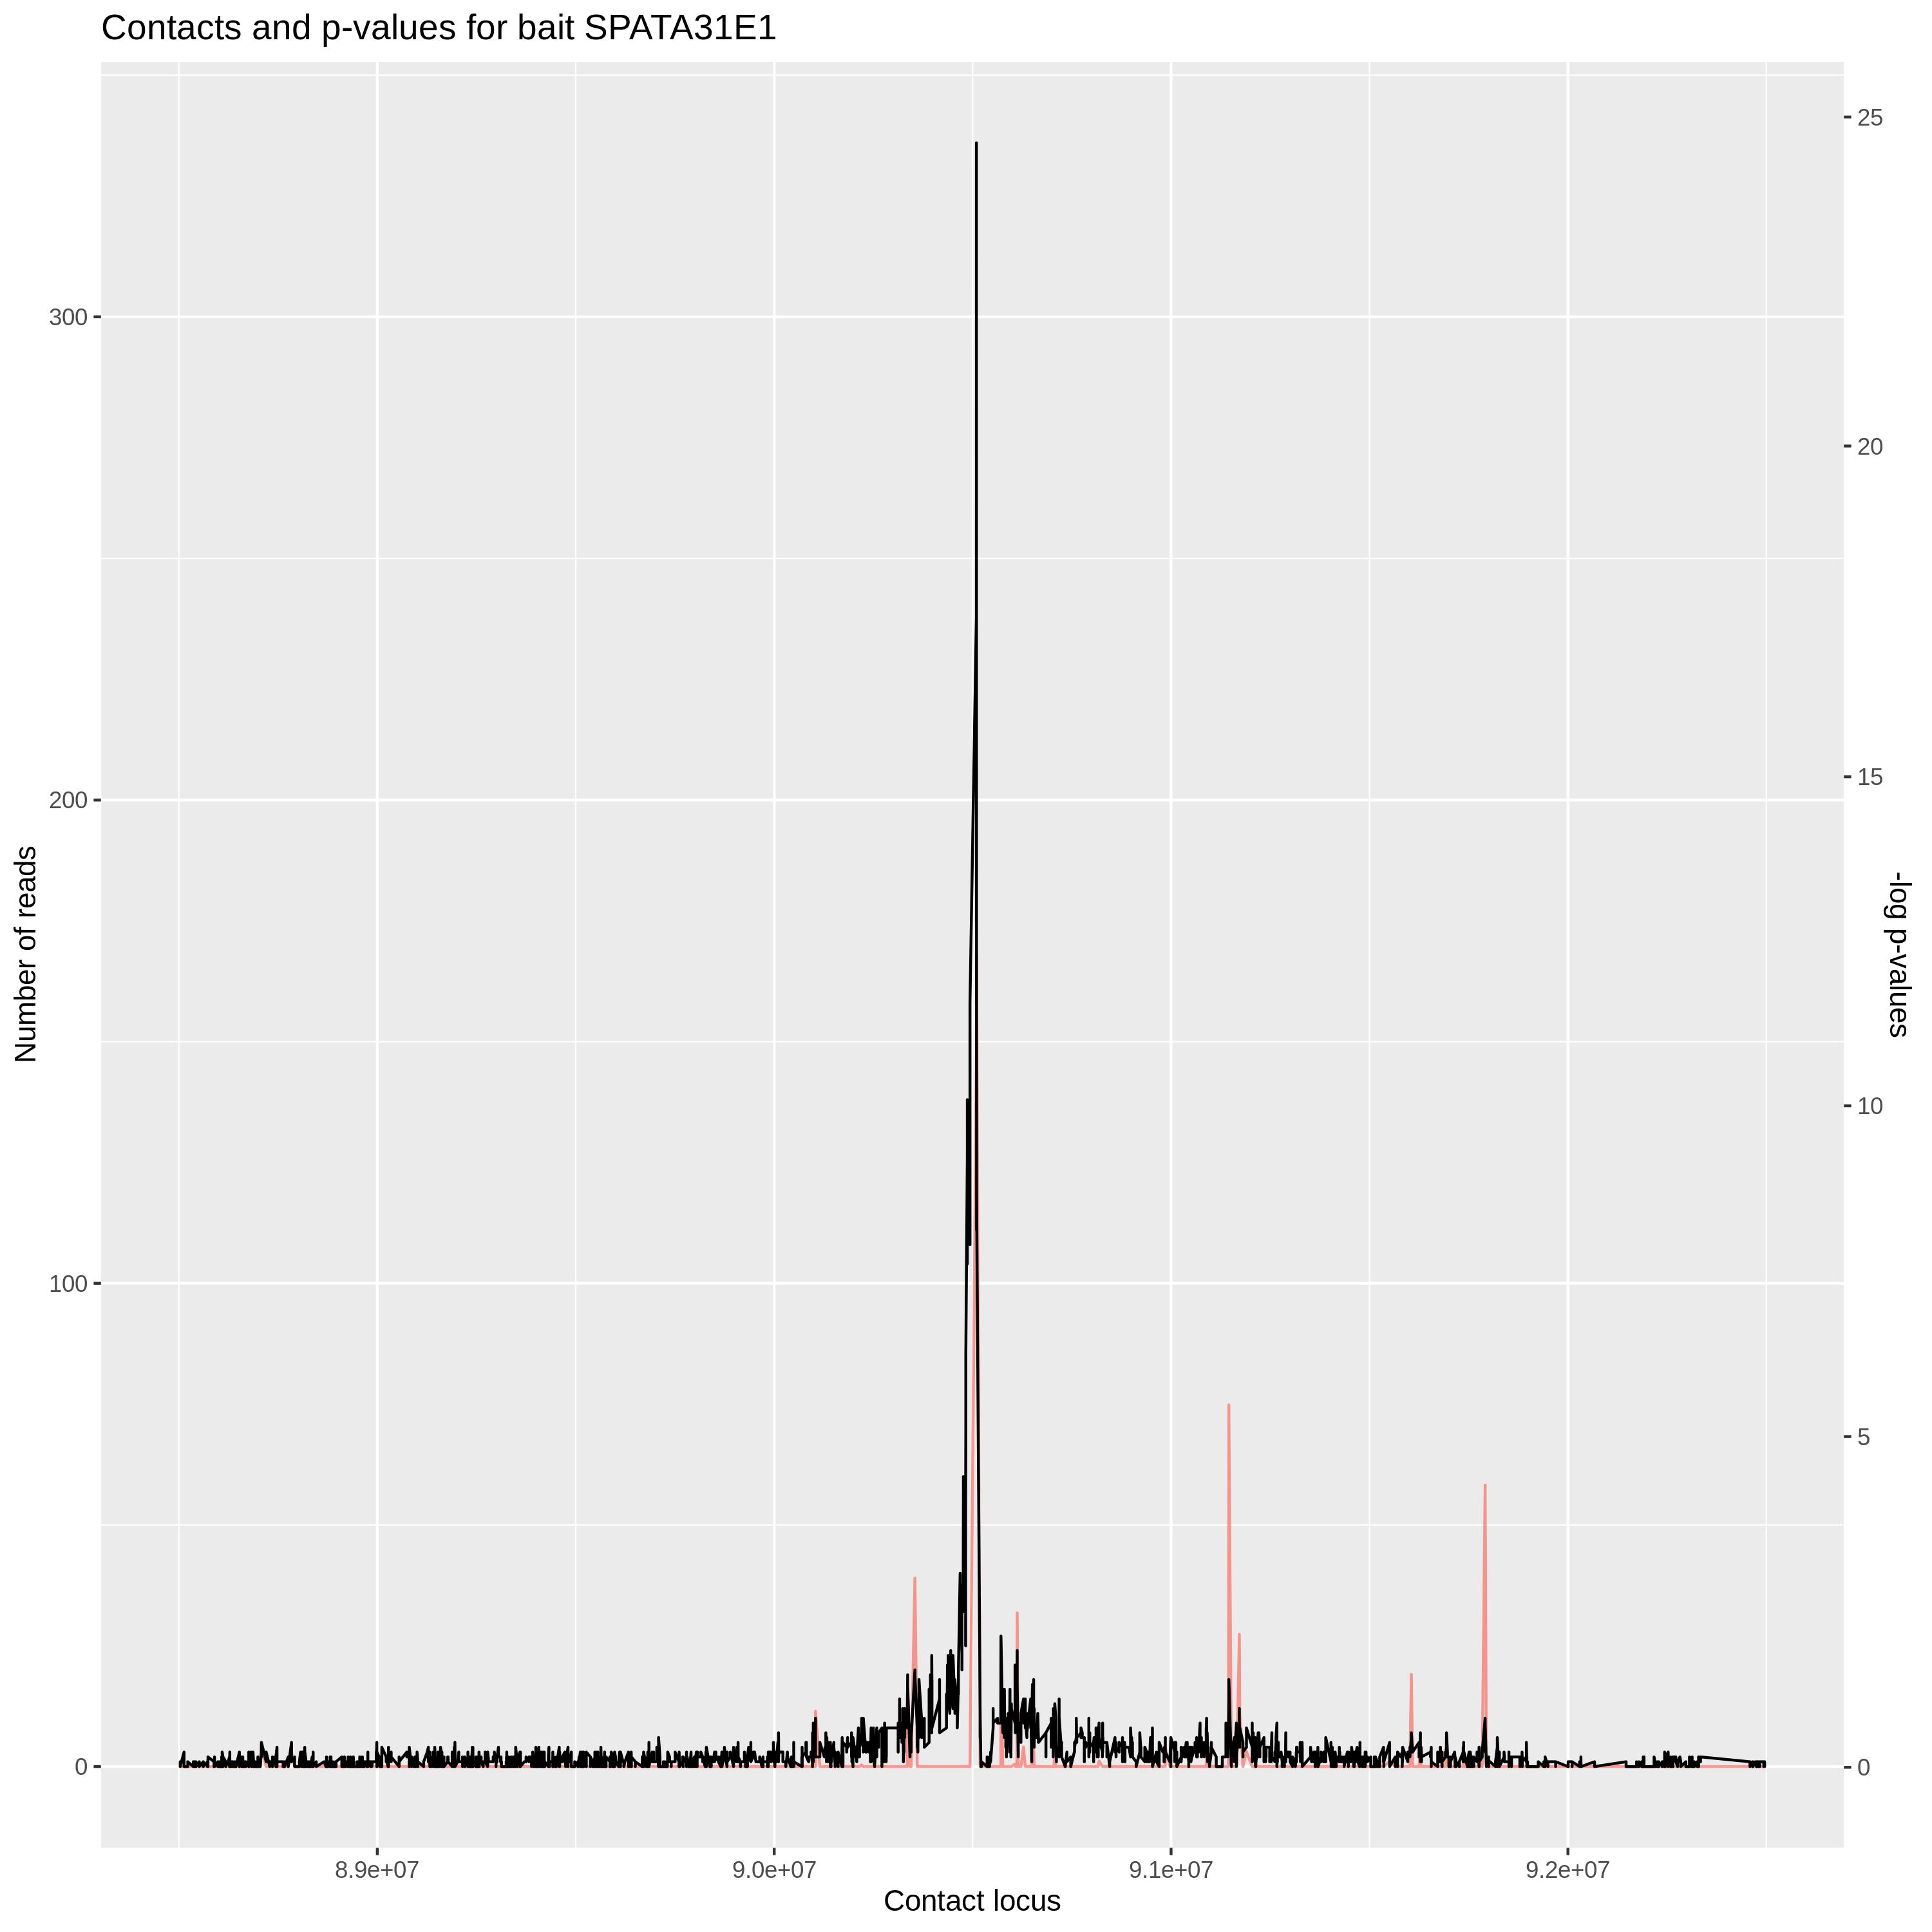 Contacts and p-values for bait SPATA31E1
25
300
20
200
15
Number of reads
-log p-values
10
100
5
0
0
8.9e+07
9.0e+07
9.1e+07
9.2e+07
Contact locus